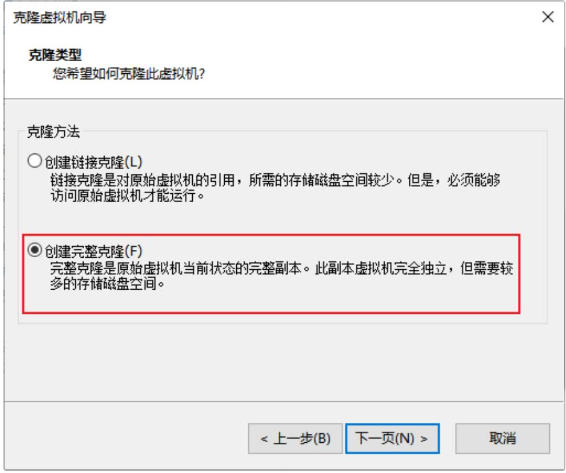 克隆虚拟机向导
克隆类型
您希望如何克隆此虚拟机?
克隆方法
创建链接克隆(L)
链接克隆是对原始虚拟机的引用，所需的存储磁盘空间较少。但是，必须能够
访问原始虚拟机才能运行。
创建完整克隆(F)
完整克隆是原始虚拟机当前状态的完整副本。此副本虚拟机完全独立，但需要较
多的存储磁盘空间。
< 上一步(B) 下一页(N) > 取消